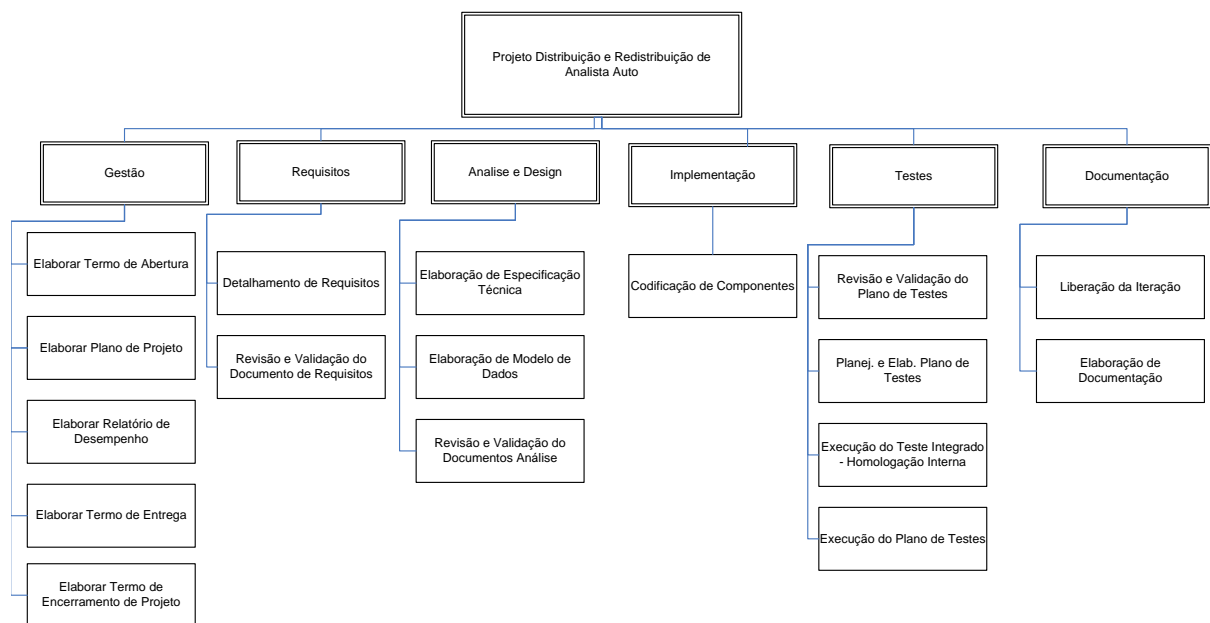 Projeto Distribuição e Redistribuição de
Analista Auto
Gestão
Requisitos
Analise e Design
Implementação
Testes
Documentação
Elaborar Termo de Abertura
Elaborar Plano de Projeto
Elaborar Relatório de
Desempenho
Elaborar Termo de Entrega
Elaborar Termo de
Encerramento de Projeto
Detalhamento de Requisitos
Revisão e Validação do
Documento de Requisitos
Elaboração de Especificação
Técnica
Elaboração de Modelo de
Dados
Revisão e Validação do
Documentos Análise
Codificação de Componentes
Revisão e Validação do
Plano de Testes
Planej. e Elab. Plano de
Testes
Execução do Teste Integrado
- Homologação Interna
Execução do Plano de Testes
Liberação da Iteração
Elaboração de
Documentação